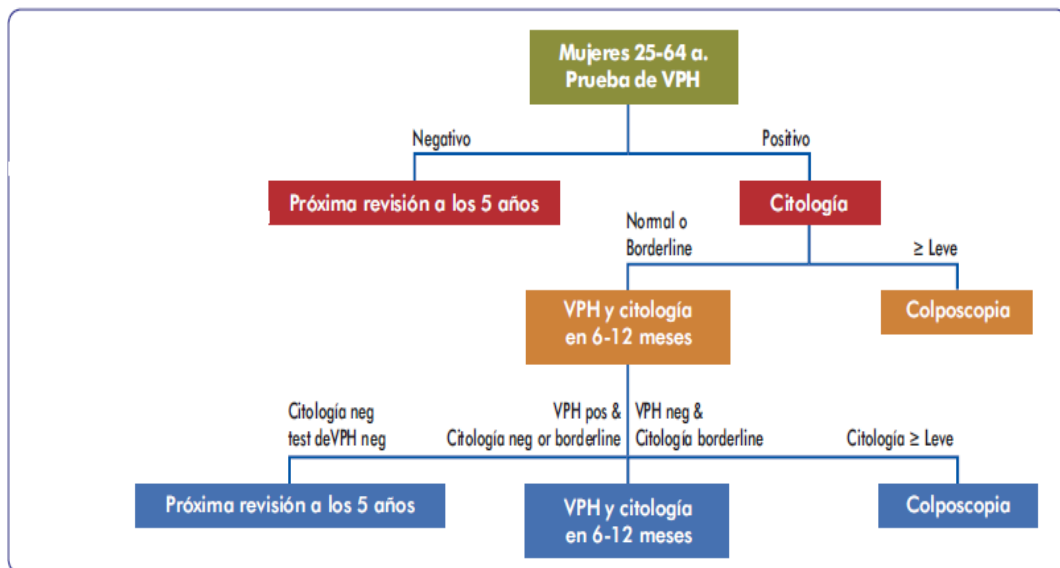 Mujeres 25-64 a.
Prueba de VPH
Negativo
Positivo
Próxima revisión a los 5 años
Citología
Normal o
Borderline
≥ Leve
VPH y citología
en 6-12 meses
Colposcopia
Citología neg
test deVPH neg
VPH pos &
Citología neg or borderline
VPH neg &
Citología borderline
Citología ≥ Leve
Próxima revisión a los 5 años
VPH y citología
en 6-12 meses
Colposcopia